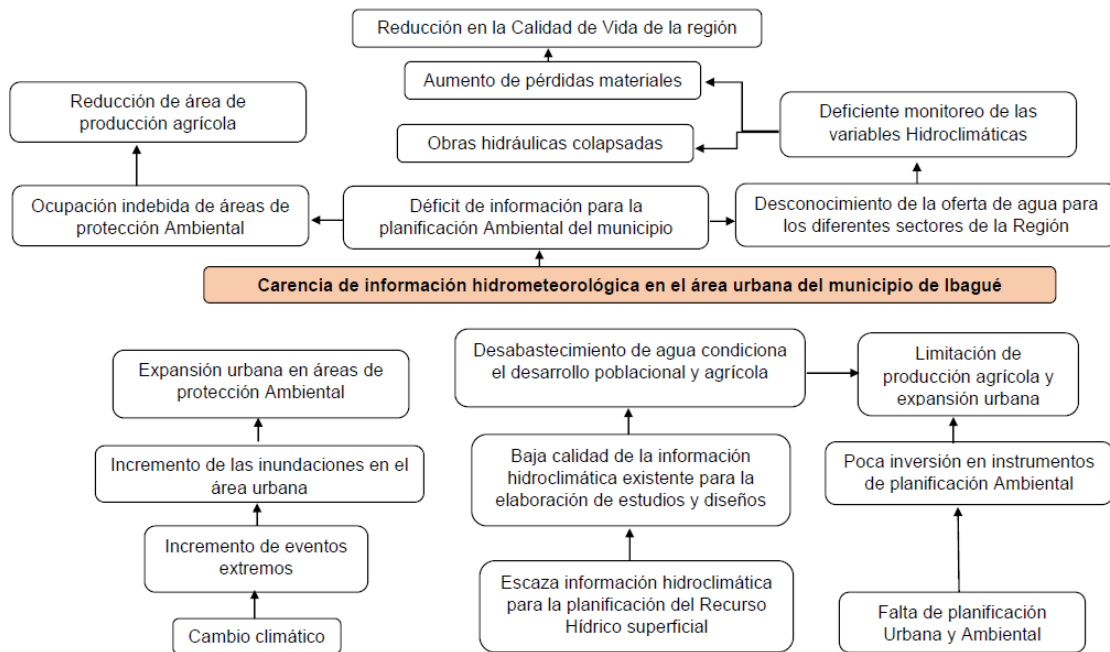 Reducción en la Calidad de Vida de la región
Aumento de pérdidas materiales
Reducción de área de
producción agrícola
Deficiente monitoreo de las
variables Hidroclimáticas
Obras hidráulicas colapsadas
Ocupación indebida de áreas de
protección Ambiental
Déficit de información para la
planificación Ambiental del municipio
Desconocimiento de la oferta de agua para
los diferentes sectores de la Región
Carencia de información hidrometeorológica en el área urbana del municipio de Ibagué
Expansión urbana en áreas de
protección Ambiental
Desabastecimiento de agua condiciona
el desarrollo poblacional y agrícola
Limitación de
producción agrícola y
expansión urbana
Incremento de las inundaciones en el
área urbana
Baja calidad de la información
hidroclimática existente para la
elaboración de estudios y diseños
Poca inversión en instrumentos
de planificación Ambiental
Incremento de eventos
extremos
Escaza información hidroclimática
para la planificación del Recurso
Hídrico superficial
Falta de planificación
Urbana y Ambiental
Cambio climático